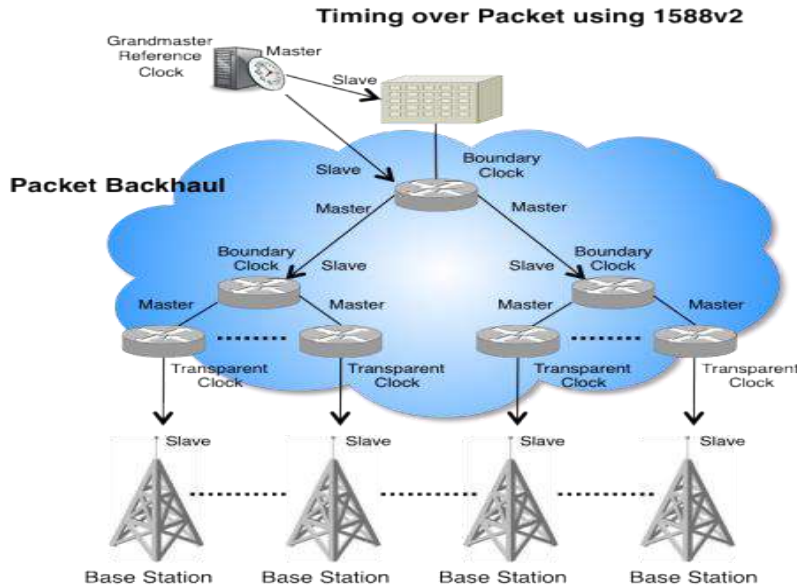 Timing over Packet using 1588v2
Grandmaster
Reference
Clock
Master
Slave
Packet Backhaul
Slave
Boundary
Clock
Master
Master
Boundary
Clock
Slave
Slave
Boundary
Clock
Master
Master
Master
Master
Transparent
Clock
Transparent
Clock
Transparent
Clock
Transparent
Clock
Slave
Slave
Slave
Slave
Base Station
Base Station
Base Station
Base Station